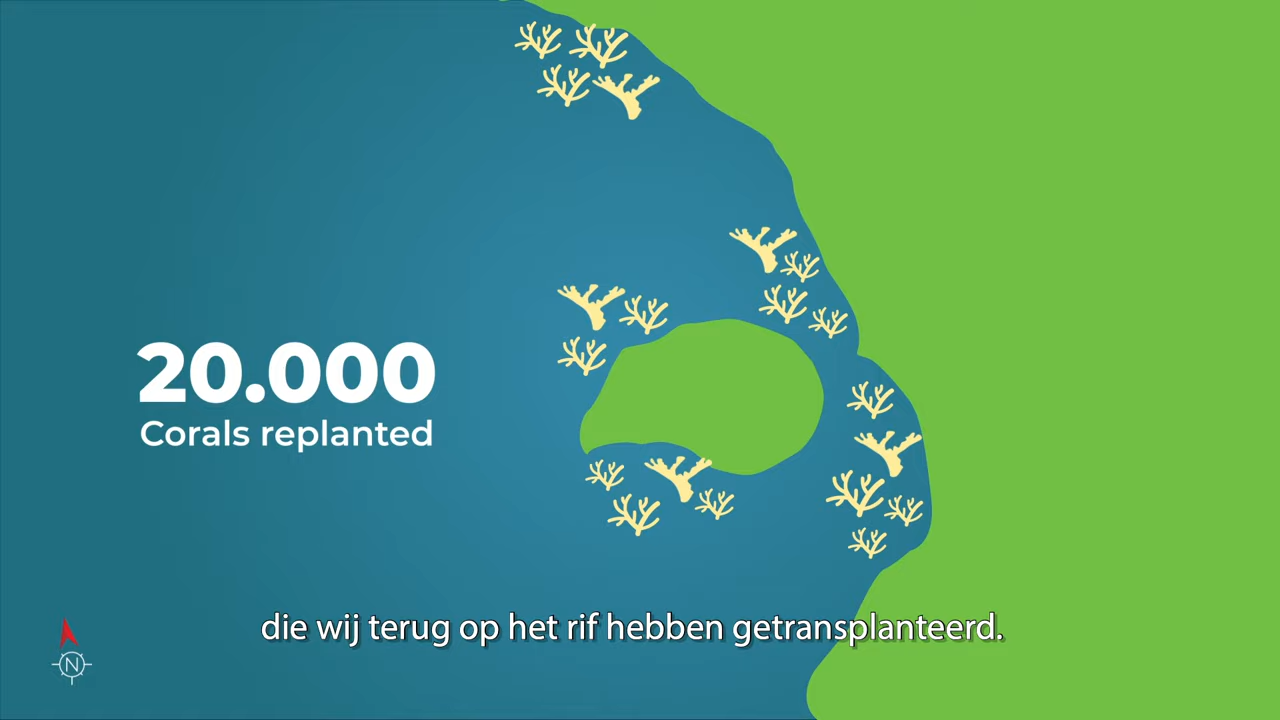 20.000
Corals replanted
die wij terug op het rif hebben getransplanteerd.
N